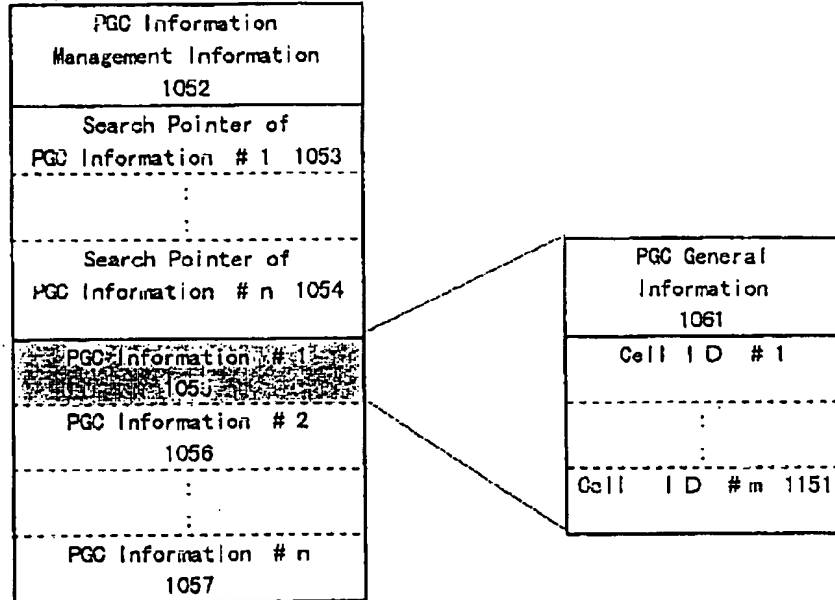 PGC Information
Management Information
1052
Search Pointer of
PGC Information # 1 1053
:
:
Search Pointer of
PGC Information # n 1054
PGC Information # 1
PGC Information # 2
1056
:
:
PGC Information # n
1057
PGC General
Information
1061
Cell ID # 1
:
:
Cell ID # m 1151